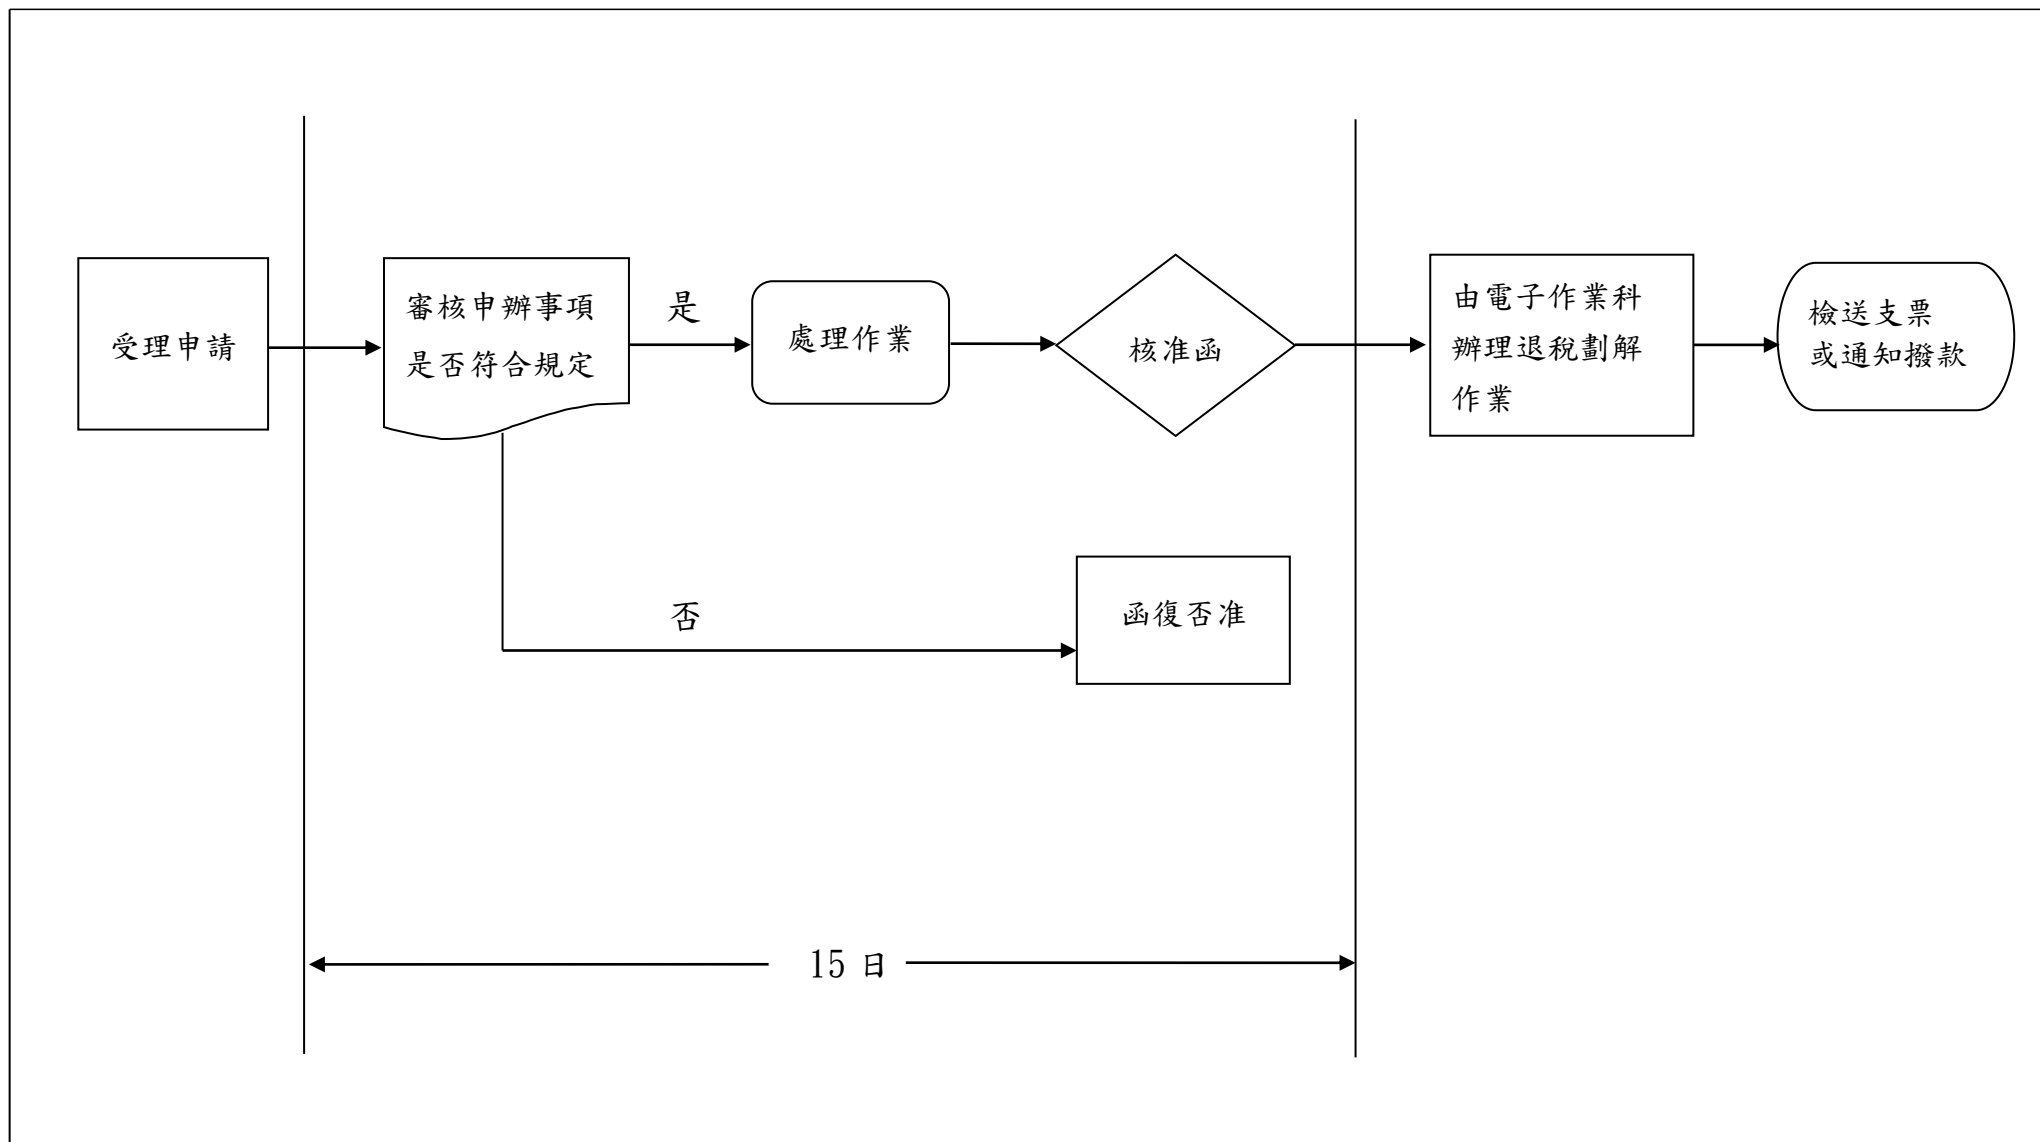 受理申請
審核申辦事項
是否符合規定
是
處理作業
核准函
由電子作業科
辦理退稅劃解
作業
檢送支票
或通知撥款
否
函復否准
15 日